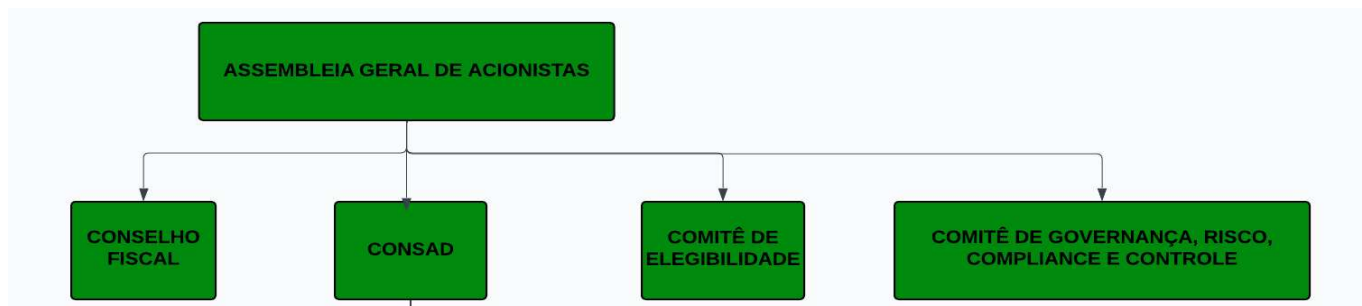 ASSEMBLEIA GERAL DE ACIONISTAS
CONSELHO
FISCAL
CONSAD
COMITÊ DE
ELEGIBILIDADE
COMITÊ DE GOVERNANÇA, RISCO,
COMPLIANCE E CONTROLE